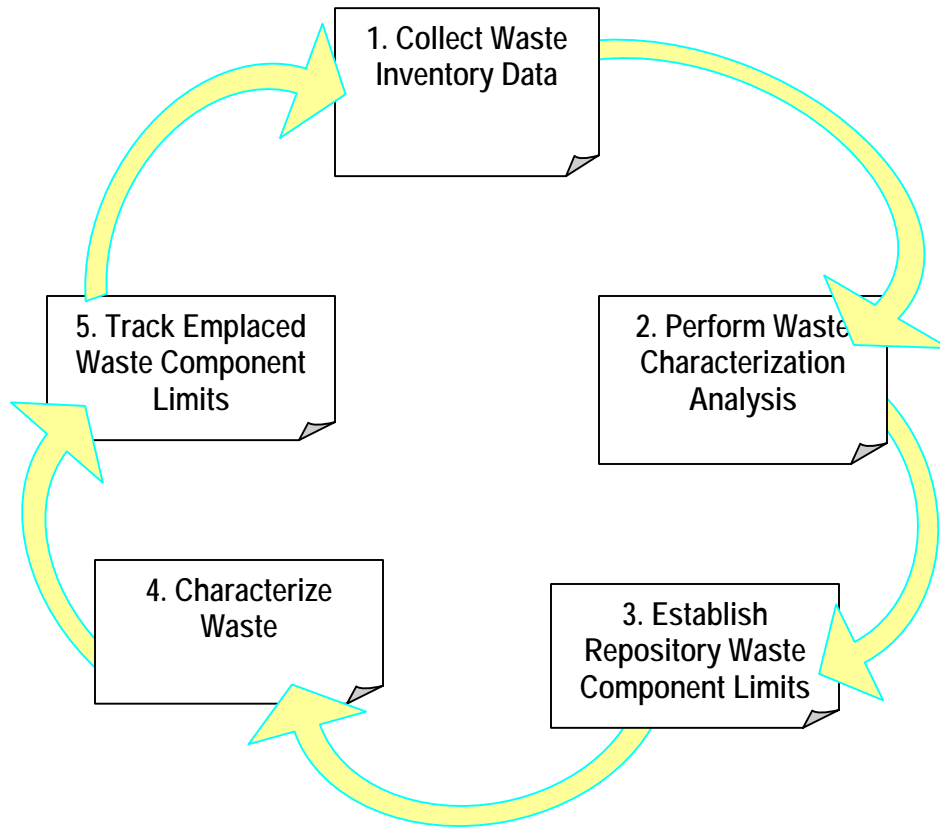 1. Collect Waste
Inventory Data
2. Perform Waste
Characterization
Analysis
3. Establish
Repository Waste
Component Limits
4. Characterize
Waste
5. Track Emplaced
Waste Component
Limits